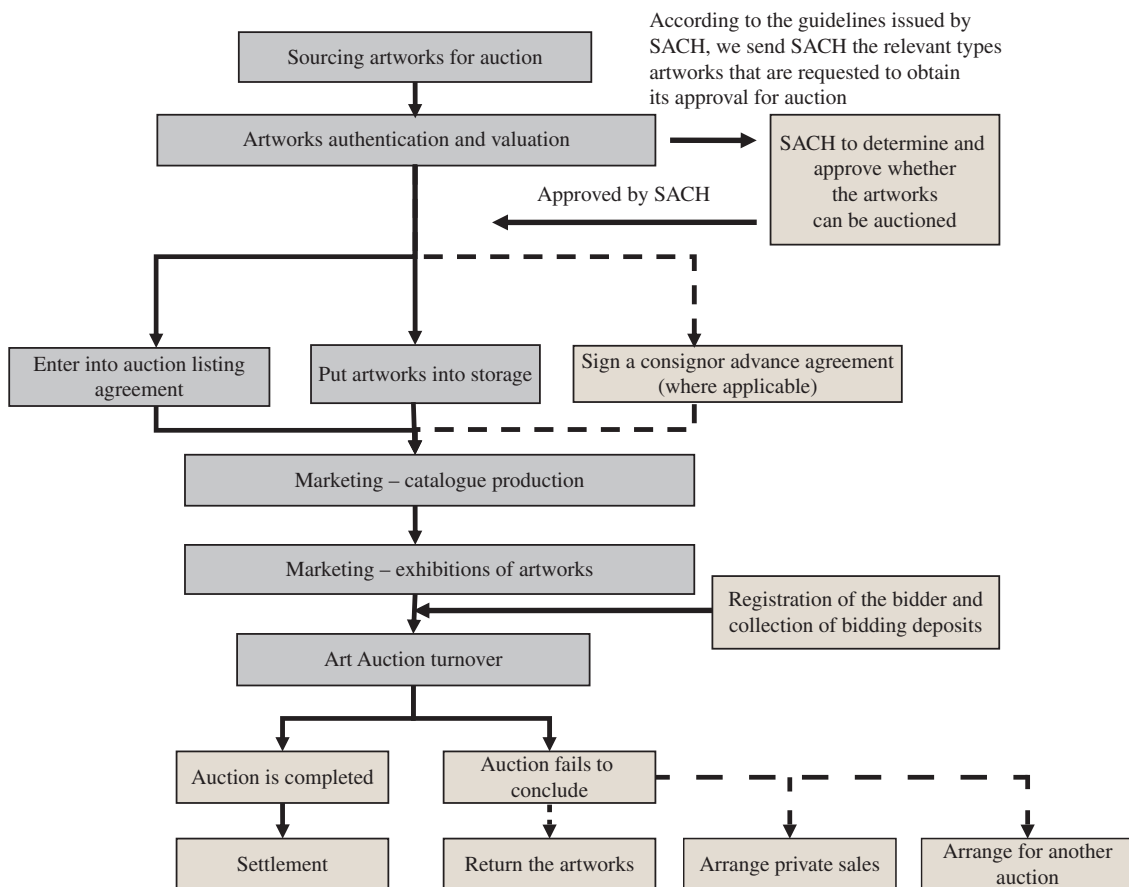 According to the guidelines issued by
SACH, we send SACH the relevant types
artworks that are requested to obtain
its approval for auction
Sourcing artworks for auction
Artworks authentication and valuation
SACH to determine and
approve whether
the artworks
can be auctioned
Approved by SACH
Enter into auction listing
agreement
Put artworks into storage
Sign a consignor advance agreement
(where applicable)
Marketing – catalogue production
Marketing – exhibitions of artworks
Registration of the bidder and
collection of bidding deposits
Art Auction turnover
Auction is completed
Auction fails to
conclude
Settlement
Return the artworks
Arrange private sales
Arrange for another
auction